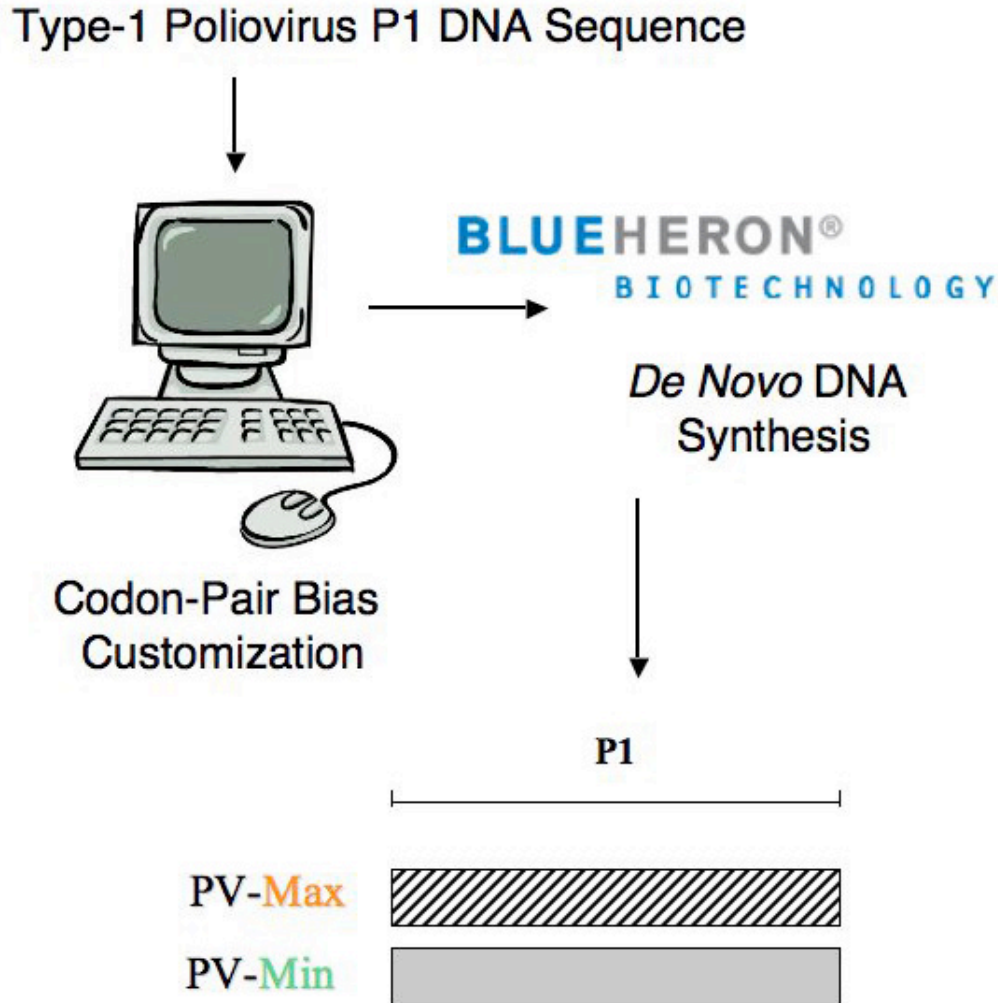 Type-1 Poliovirus P1 DNA Sequence
BLUEHERON®
BIOTECHNOLOGY
De Novo DNA
Synthesis
Codon-Pair Bias
Customization
P1
PV-Max
PV-Min